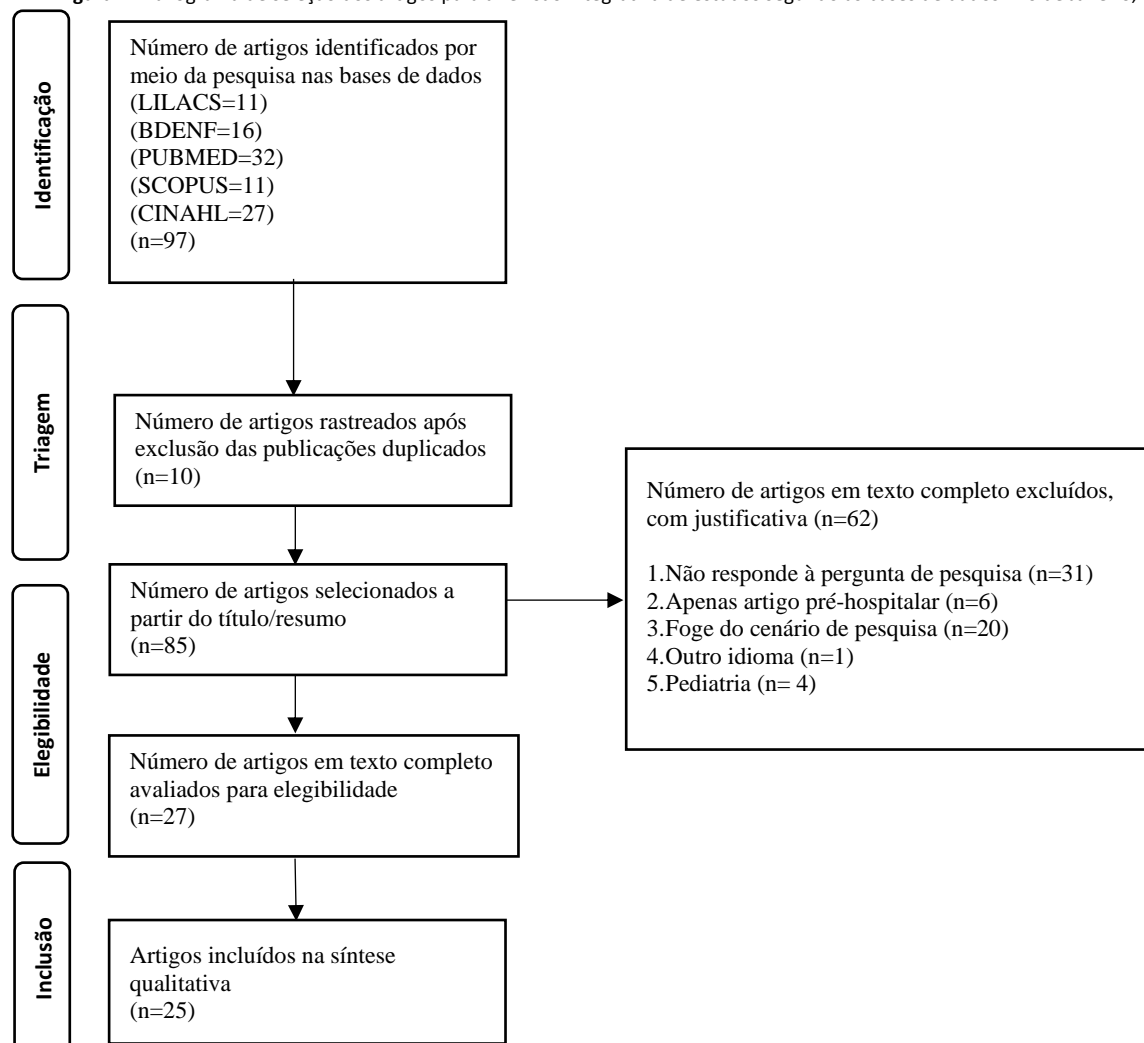 Identificação
Número de artigos identificados por
meio da pesquisa nas bases de dados
(LILACS=11)
(BDENF=16)
(PUBMED=32)
(SCOPUS=11)
(CINAHL=27)
(n=97)
Triagem
Número de artigos rastreados após
exclusão das publicações duplicados
(n=10)
Número de artigos em texto completo excluídos,
com justificativa (n=62)
1.Não responde à pergunta de pesquisa (n=31)
2.Apenas artigo pré-hospitalar (n=6)
3.Foge do cenário de pesquisa (n=20)
4.Outro idioma (n=1)
5.Pediatria (n= 4)
Elegibilidade
Número de artigos selecionados a
partir do título/resumo
(n=85)
Número de artigos em texto completo
avaliados para elegibilidade
(n=27)
Inclusão
Artigos incluídos na síntese
qualitativa
(n=25)